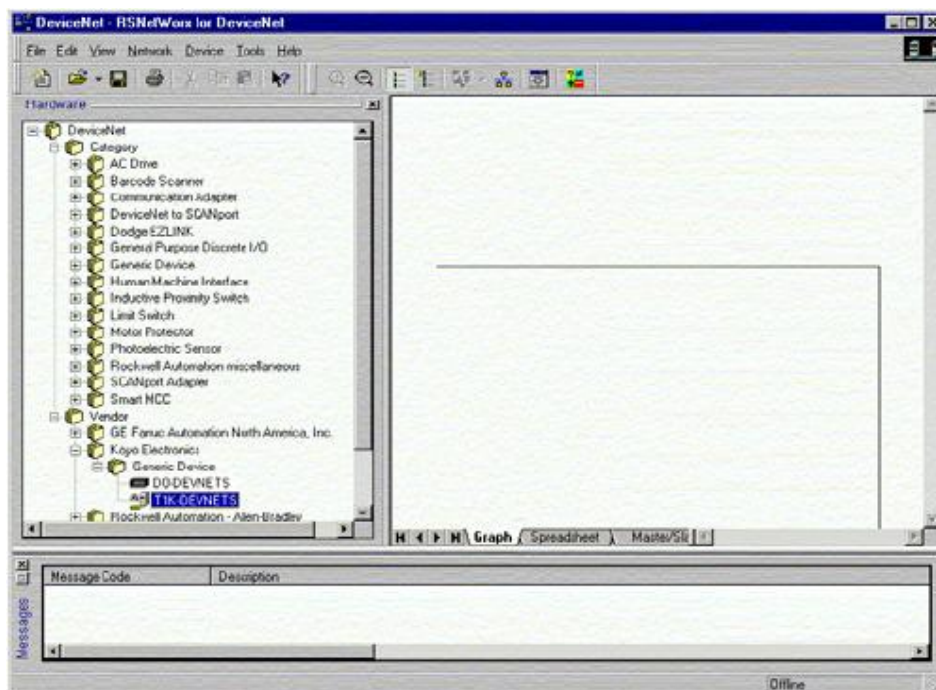 DeviceNet - RSNetWorx for DeviceNet
File Edit View Network Device Tools Help
Hardware
DeviceNet
Category
AC Drive
Barcode Scanner
Communication Adapter
DeviceNet to SCANport
Dodge EZLINK
General Purpose Discrete I/O
Generic Device
Human Machine Interface
Inductive Proximity Switch
Limit Switch
Motor Protector
Photoelectric Sensor
Rockwell Automation miscellaneous
SCANport Adapter
Smart MCC
Vendor
GE Fanuc Automation North America, Inc.
Koyo Electronics
Generic Device
D0-DEVNETS
T1K-DEVNETS
Rockwell Automation - Allen-Bradley
Graph Spreadsheet Master/Sla
Message Code Description
Messages
Offline